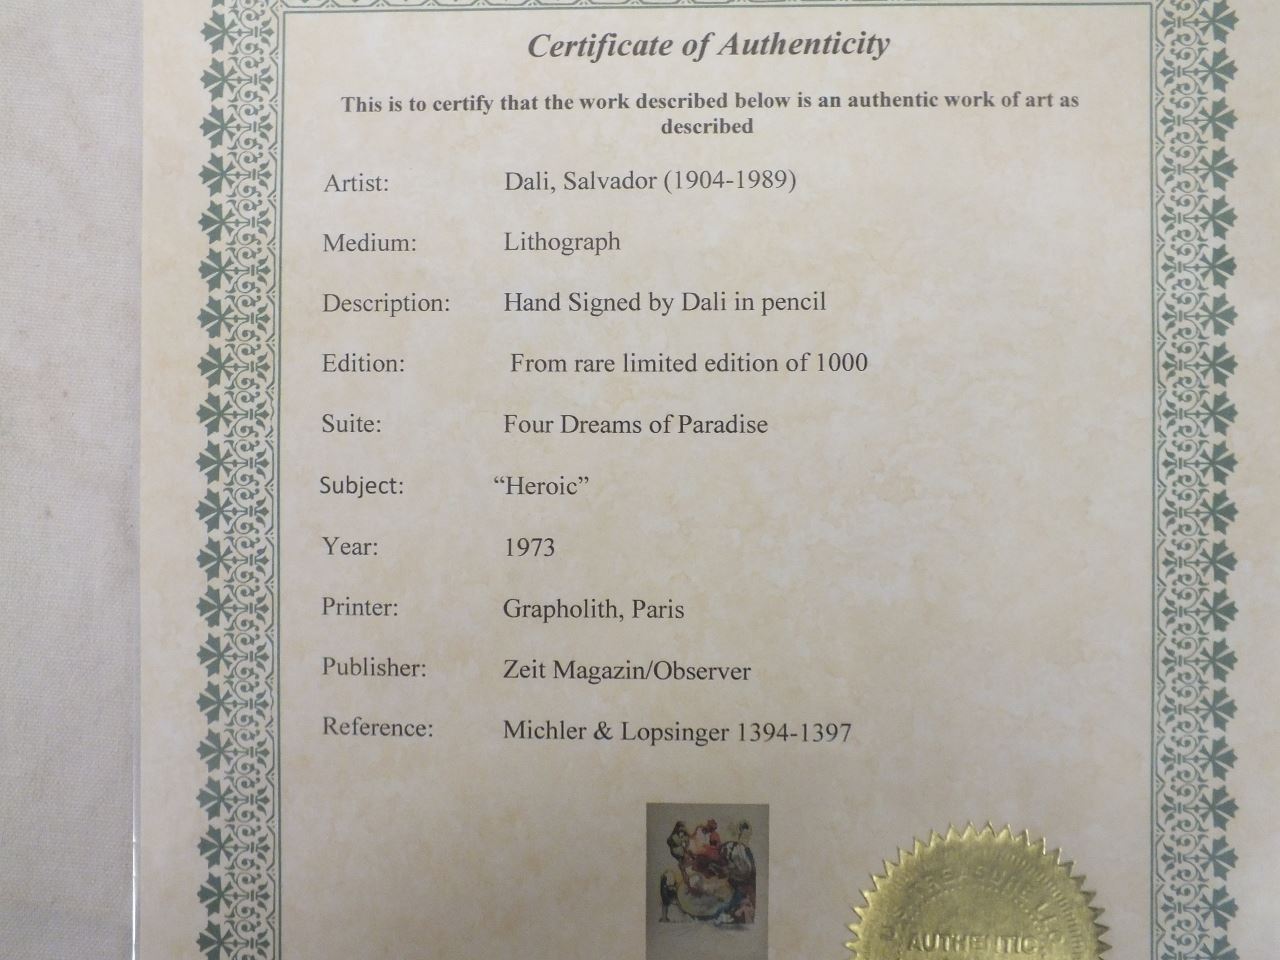 Certificate of Authenticity
This is to certify that the work described below is an authentic work of art as
described
Artist: Dali, Salvador (1904-1989)
Medium: Lithograph
Description: Hand Signed by Dali in pencil
Edition: From rare limited edition of 1000
Suite: Four Dreams of Paradise
Subject: “Heroic”
Year: 1973
Printer: Grapholith, Paris
Publisher: Zeit Magazin/Observer
Reference: Michler & Lopsinger 1394-1397
AUTHENTIC